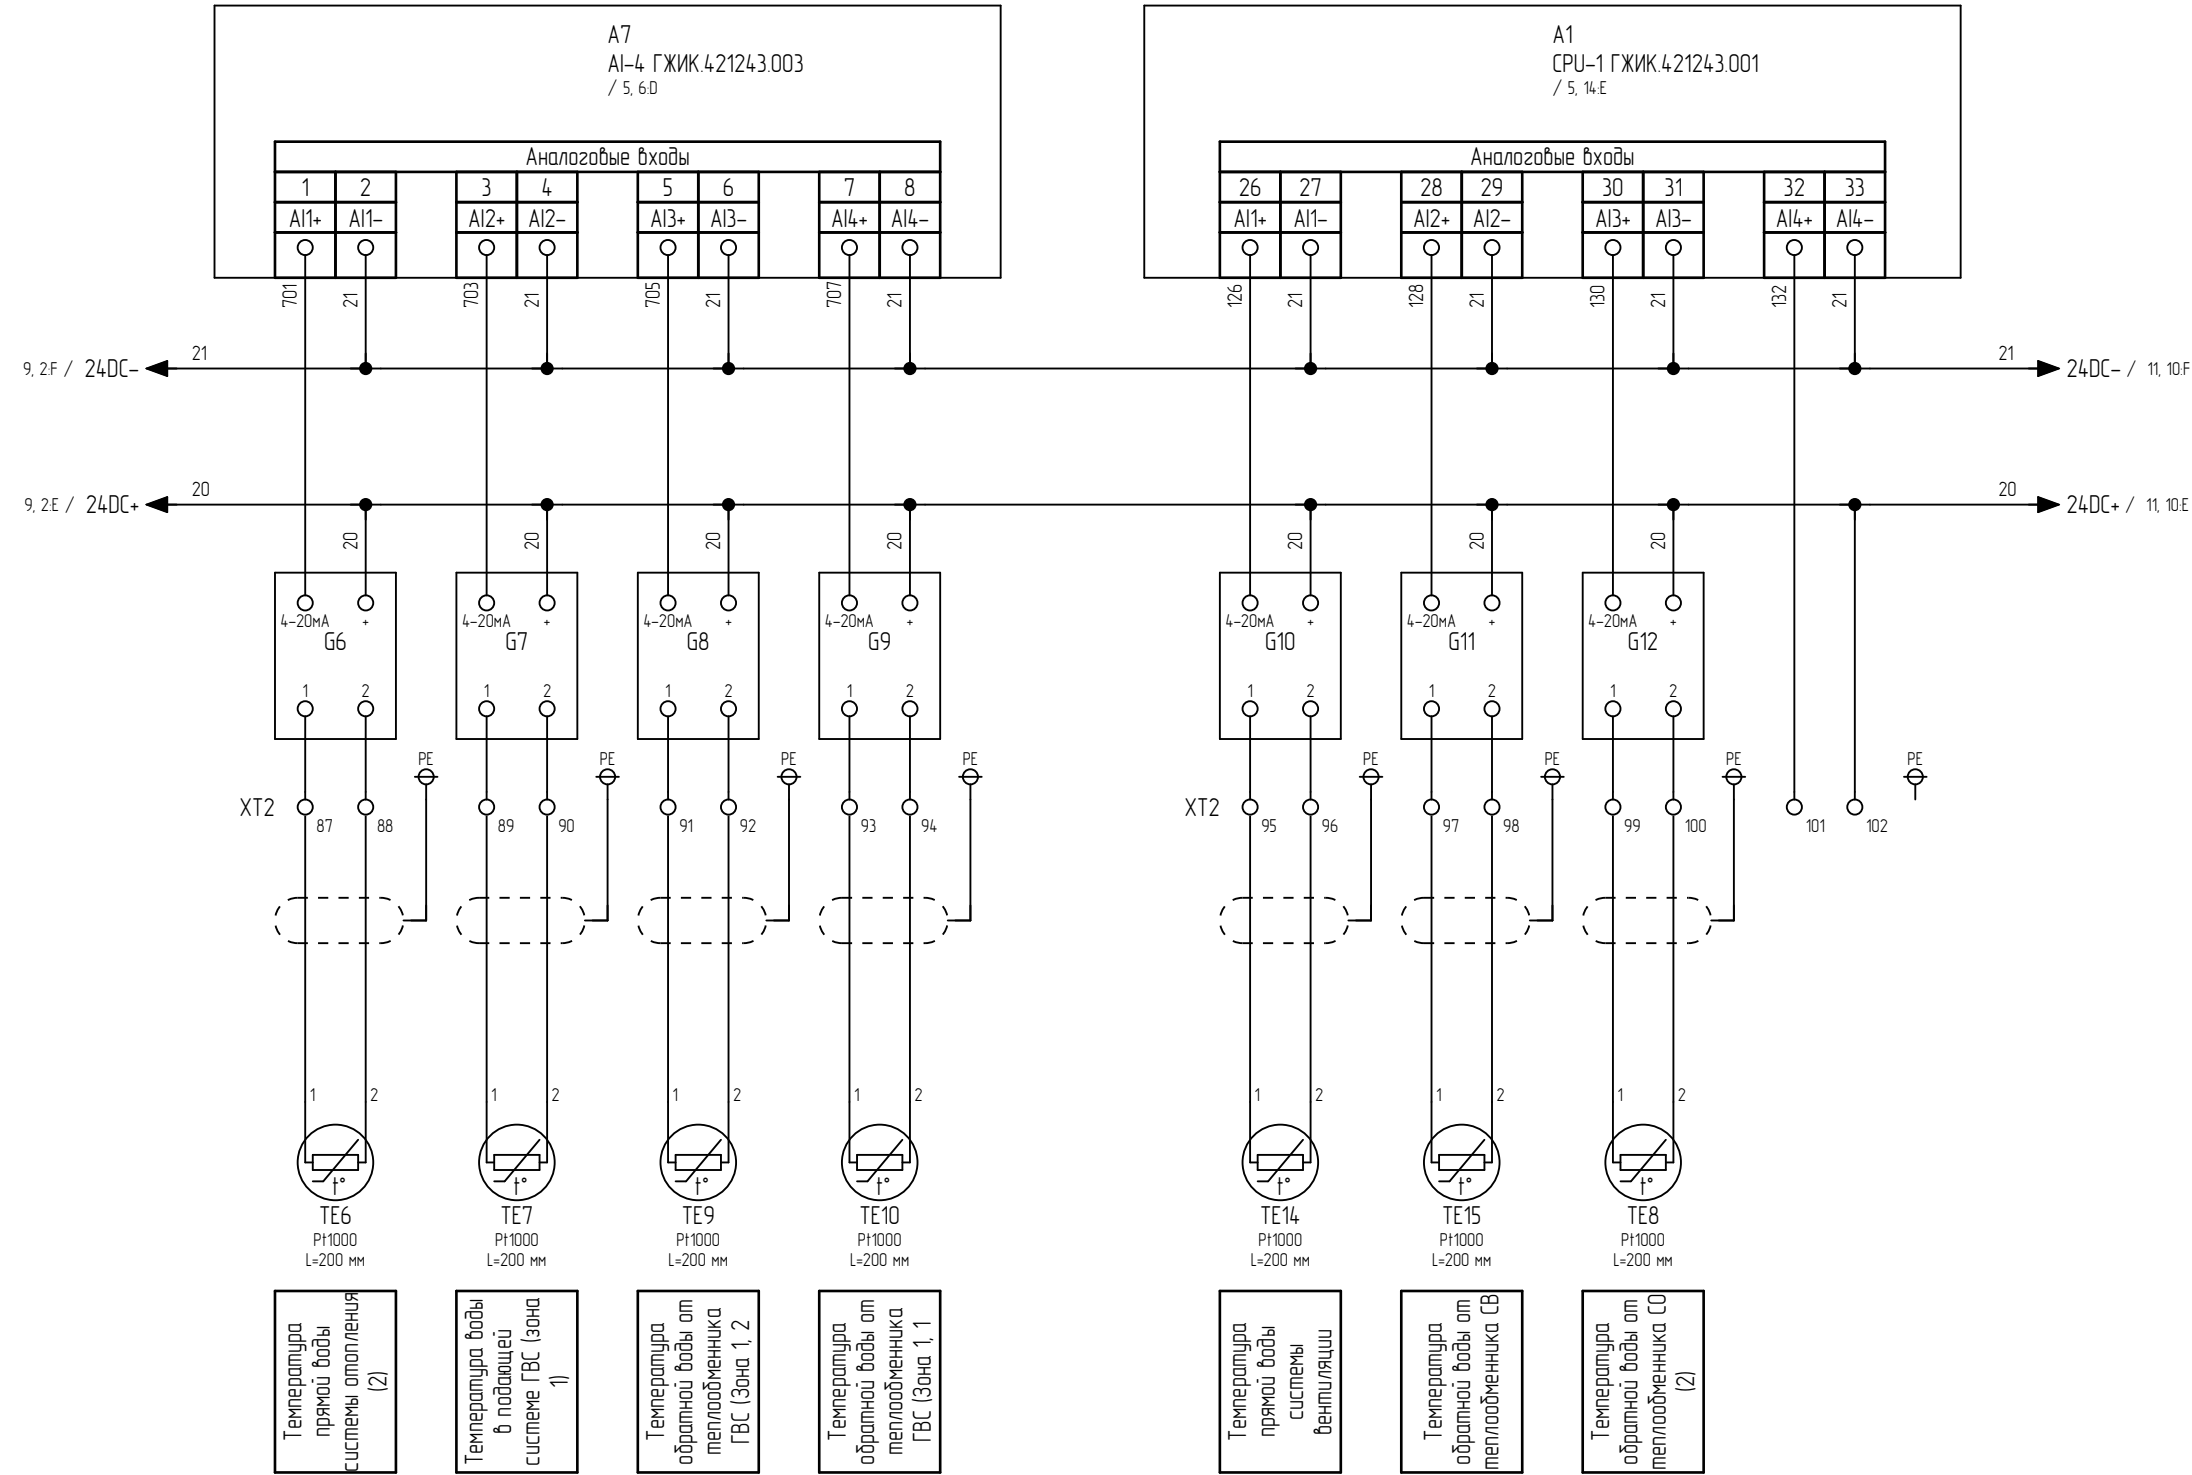 А7
AI-4 ГЖИК.421243.003
/ 5, 6:D
А1
CPU-1 ГЖИК.421243.001
/ 5, 14:E
Аналоговые входы
Аналоговые входы
1 2 3 4 5 6 7 8
26 27 28 29 30 31 32 33
AI1+ AI1- AI2+ AI2- AI3+ AI3- AI4+ AI4-
AI1+ AI1- AI2+ AI2- AI3+ AI3- AI4+ AI4-
701 21 703 21 705 21 707 21
126 21 128 21 130 21 132 21
9, 2:F / 24DC- 21
21 24DC- / 11, 10:F
9, 2:E / 24DC+ 20
20 24DC+ / 11, 10:E
20 20 20 20 20 20 20
4-20мА + 4-20мА + 4-20мА + 4-20мА +
4-20мА + 4-20мА + 4-20мА +
G6 G7 G8 G9 G10 G11 G12
1 2 1 2 1 2 1 2
1 2 1 2 1 2
PE PE PE PE PE PE PE PE
XT2 87 88 89 90 91 92 93 94
XT2 95 96 97 98 99 100 101 102
1 2 1 2 1 2 1 2
1 2 1 2 1 2
t° t° t° t° t° t° t°
TE6 TE7 TE9 TE10 TE14 TE15 TE8
Pt1000 Pt1000 Pt1000 Pt1000 Pt1000 Pt1000 Pt1000
L=200 мм L=200 мм L=200 мм L=200 мм L=200 мм L=200 мм L=200 мм
Температура
прямой воды
системы отопления
(2)
Температура воды
в подающей
системе ГВС (зона
1)
Температура
обратной воды от
теплообменника
ГВС (Зона 1, 2
Температура
обратной воды от
теплообменника
ГВС (Зона 1, 1
Температура
прямой воды
системы
вентиляции
Температура
обратной воды от
теплообменника СВ
Температура
обратной воды от
теплообменника СО
(2)